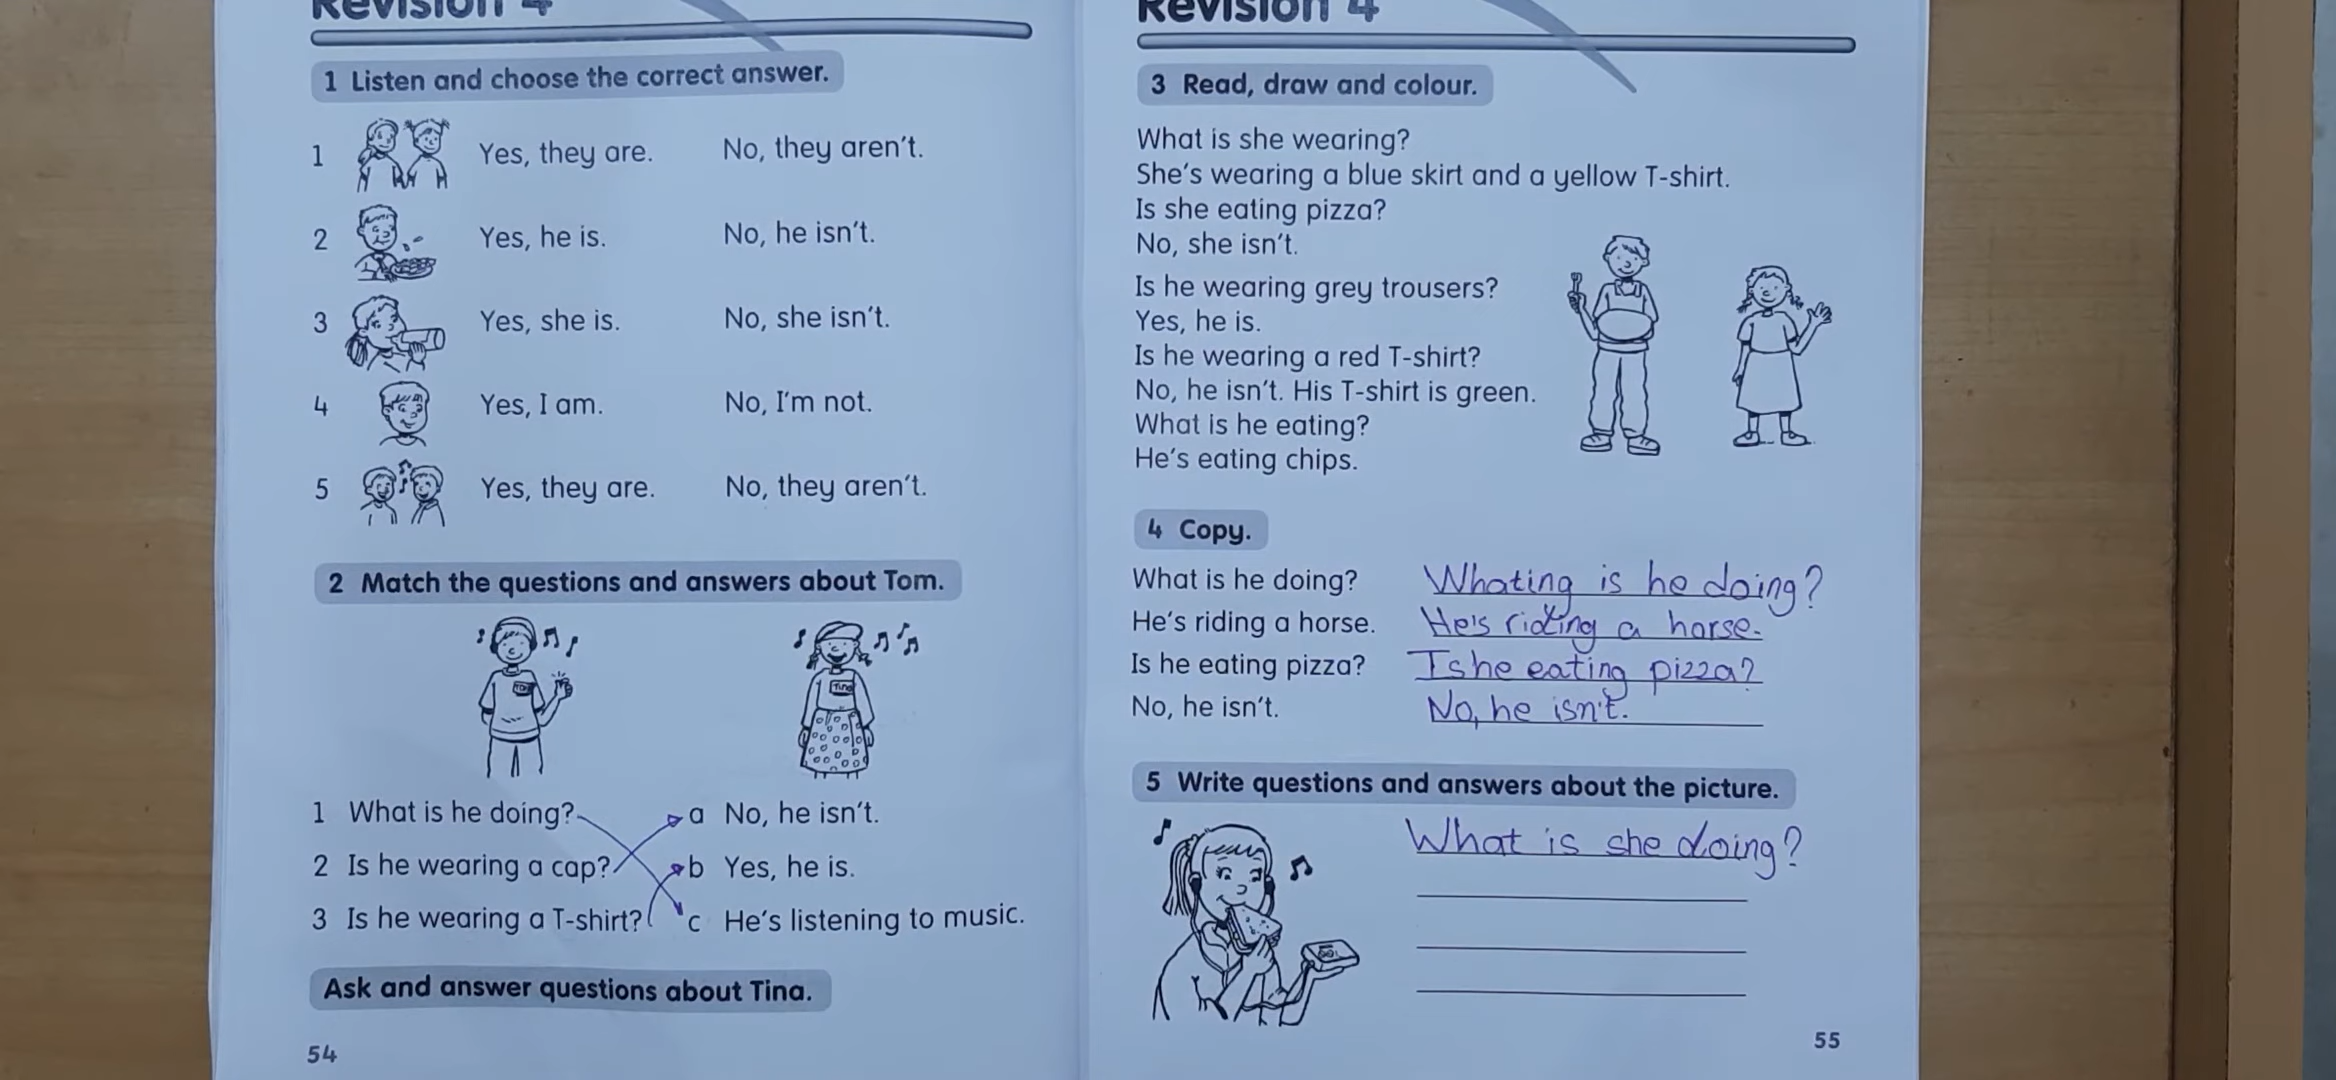 Revision 4
1 Listen and choose the correct answer.
1 Yes, they are. No, they aren't.
2 Yes, he is. No, he isn't.
3 Yes, she is. No, she isn't.
4 Yes, I am. No, I'm not.
5 Yes, they are. No, they aren't.
2 Match the questions and answers about Tom.
Tina
1 What is he doing? a No, he isn't.
2 Is he wearing a cap? b Yes, he is.
3 Is he wearing a T-shirt? c He's listening to music.
Ask and answer questions about Tina.
54
Revision 4
3 Read, draw and colour.
What is she wearing?
She's wearing a blue skirt and a yellow T-shirt.
Is she eating pizza?
No, she isn't.
Is he wearing grey trousers?
Yes, he is.
Is he wearing a red T-shirt?
No, he isn't. His T-shirt is green.
What is he eating?
He's eating chips.
4 Copy.
What is he doing? Whating is he doing?
He's riding a horse. He's riding a horse.
Is he eating pizza? Is he eating pizza?
No, he isn't. No, he isn't.
5 Write questions and answers about the picture.
What is she doing?
55